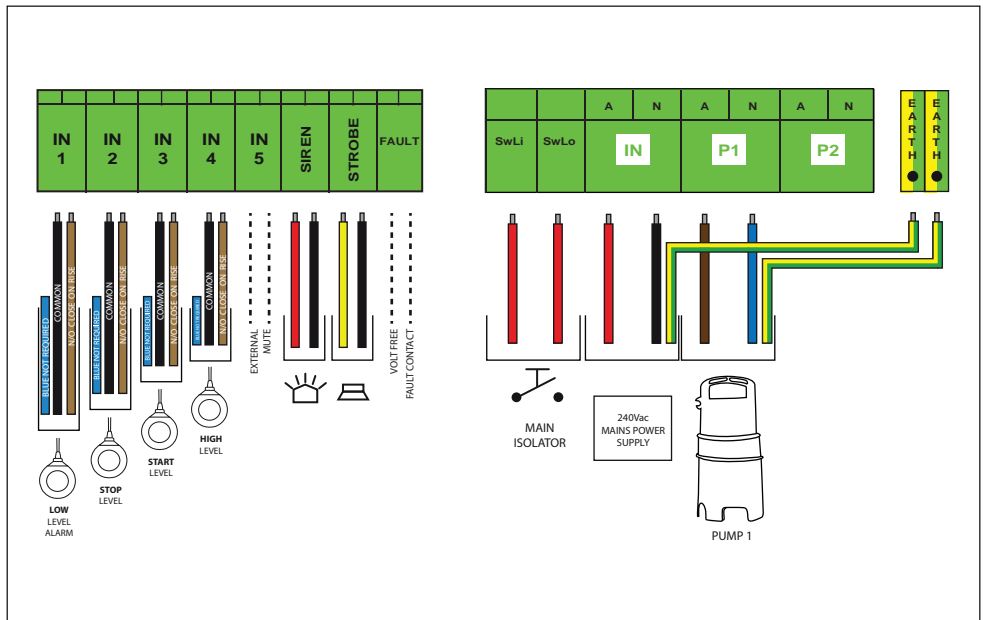 IN 1
IN 2
IN 3
IN 4
IN 5
SIREN
STROBE
FAULT
BLUE NOT REQUIRED
COMMON
N/O CLOSE ON RISE
BLUE NOT REQUIRED
COMMON
N/O CLOSE ON RISE
BLUE NOT REQUIRED
COMMON
N/O CLOSE ON RISE
BLUE NOT REQUIRED
COMMON
N/O CLOSE ON RISE
EXTERNAL
MUTE
VOLT FREE
FAULT CONTACT
LOW
LEVEL
ALARM
STOP
LEVEL
START
LEVEL
HIGH
LEVEL
A N A N A N
SwLi SwLo IN P1 P2
EARTH
EARTH
MAIN
ISOLATOR
240Vac
MAINS POWER
SUPPLY
PUMP 1